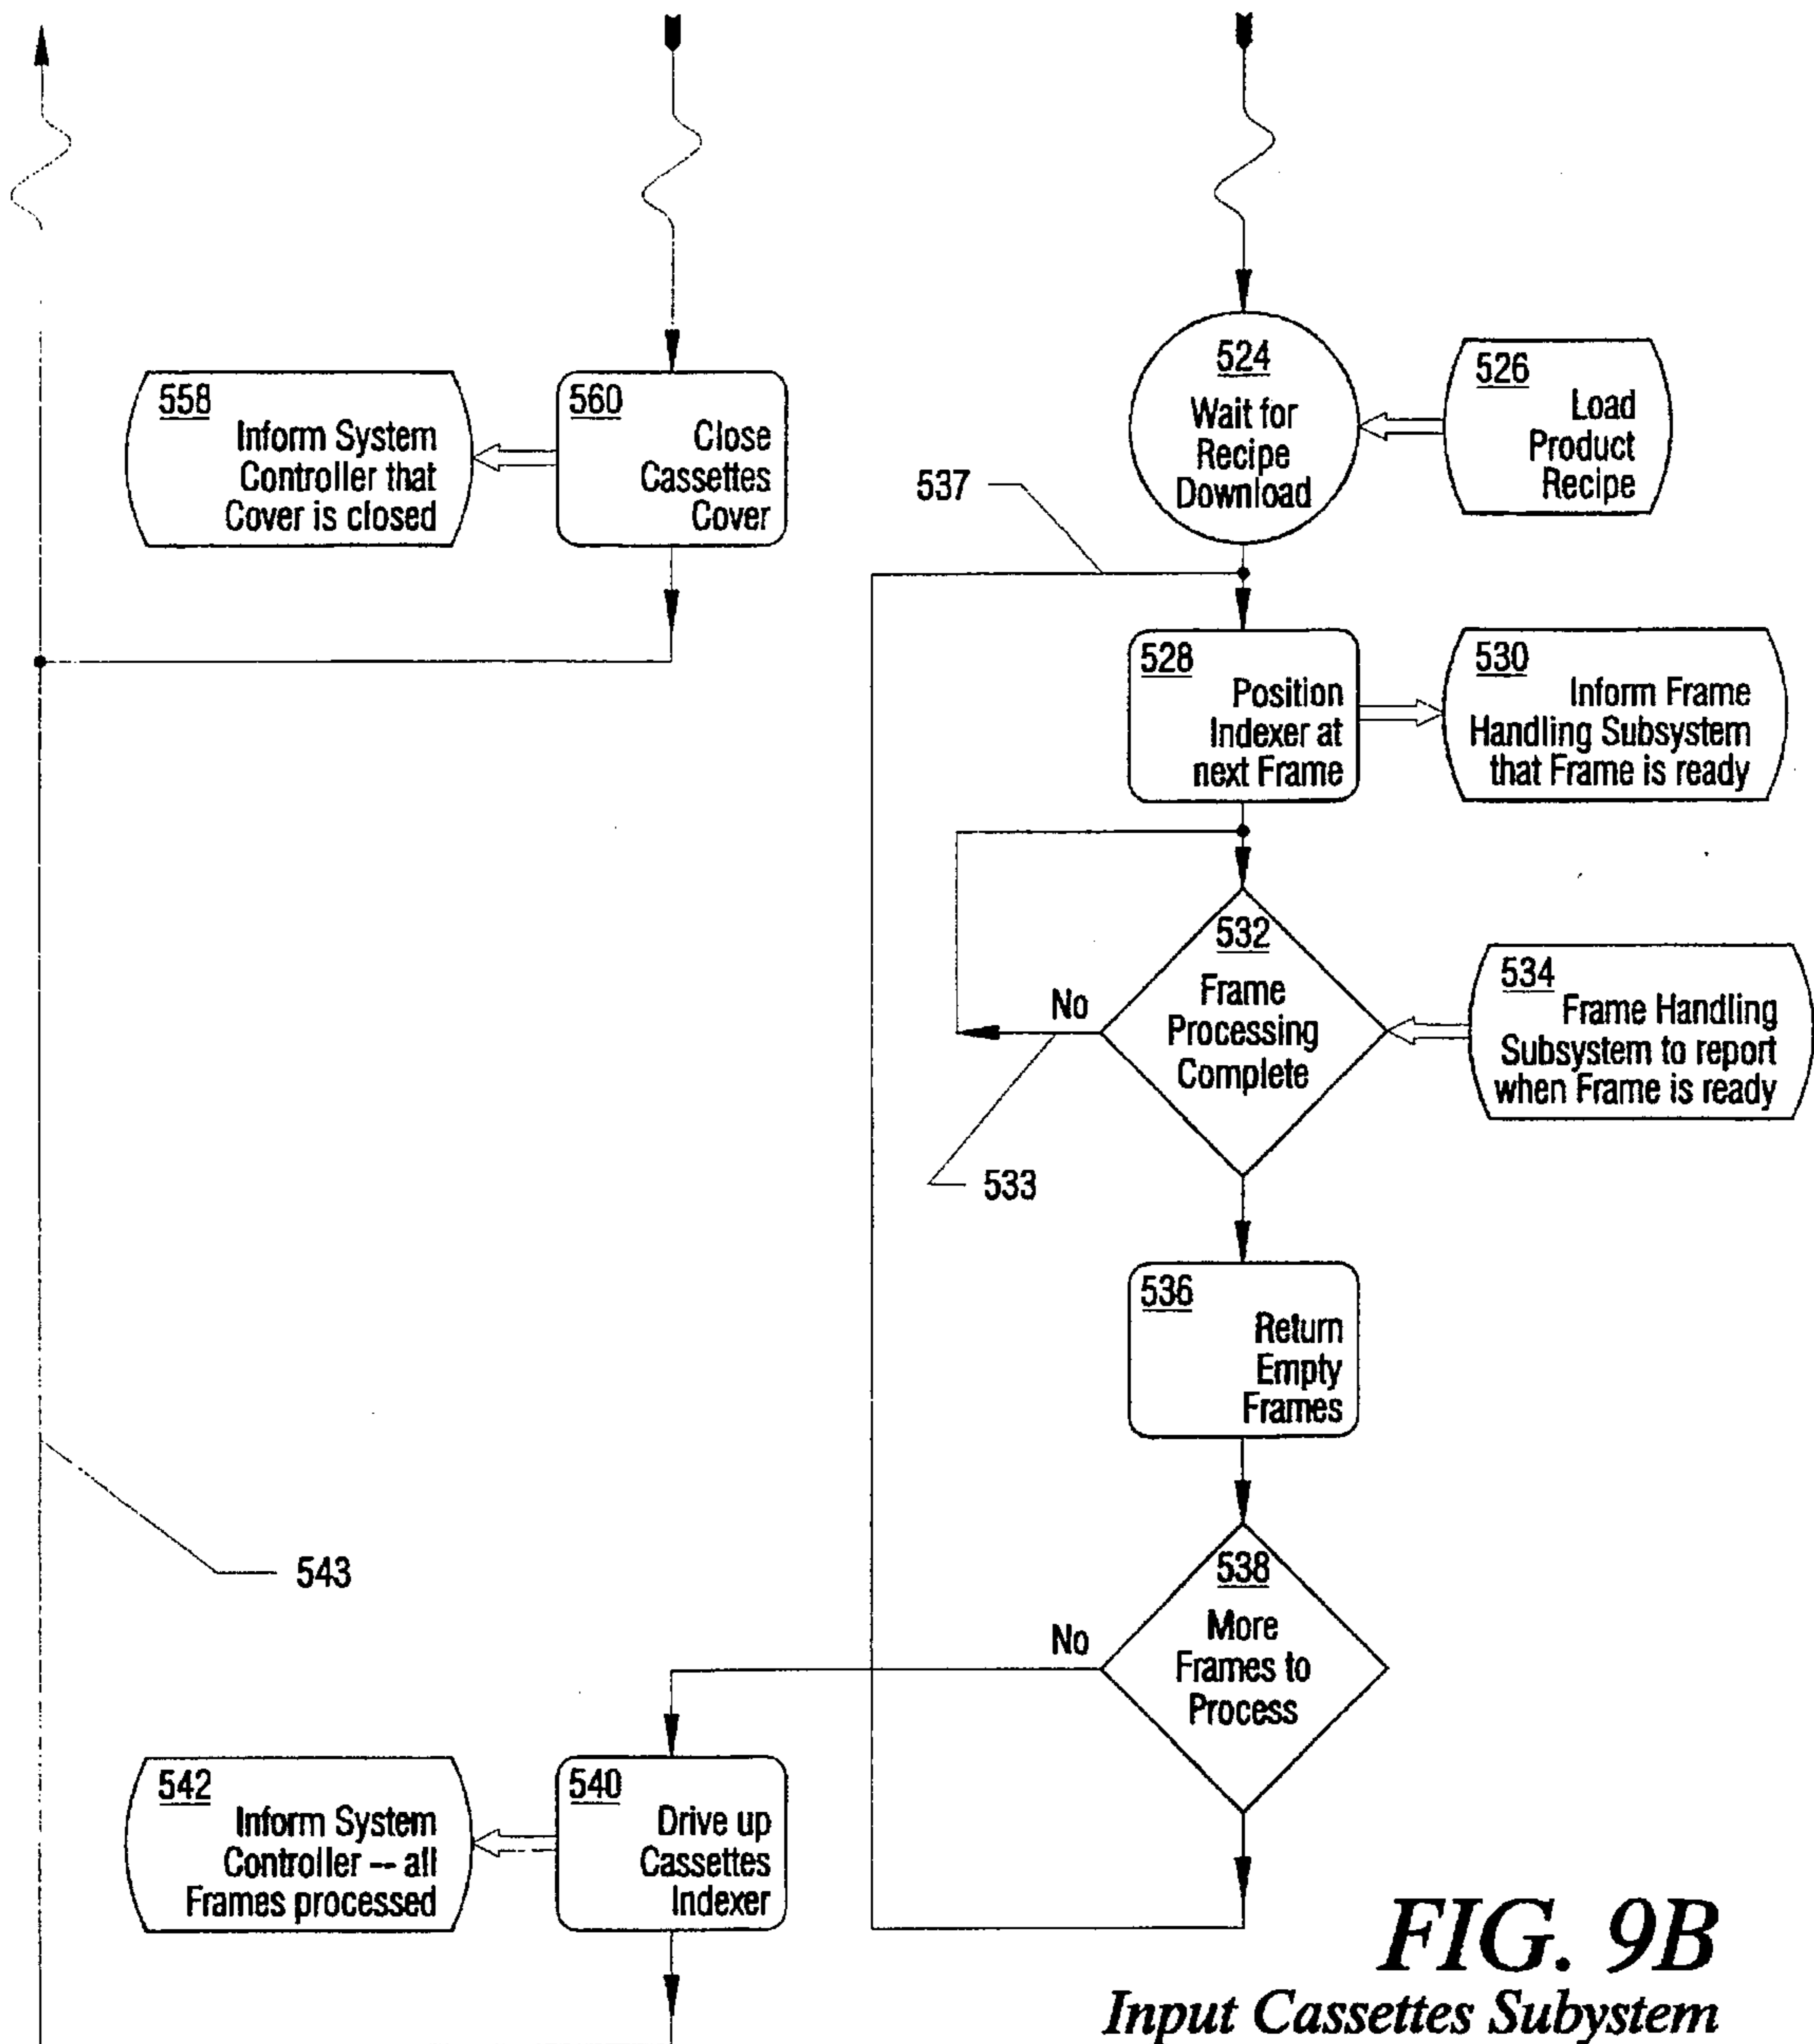 558
Inform System
Controller that
Cover is closed
560
Close
Cassettes
Cover
524
Wait for
Recipe
Download
526
Load
Product
Recipe
537
528
Position
Indexer at
next Frame
530
Inform Frame
Handling Subsystem
that Frame is ready
532
Frame
Processing
Complete
No
533
534
Frame Handling
Subsystem to report
when Frame is ready
536
Return
Empty
Frames
543
538
More
Frames to
Process
No
542
Inform System
Controller -- all
Frames processed
540
Drive up
Cassettes
Indexer
FIG. 9B
Input Cassettes Subystem